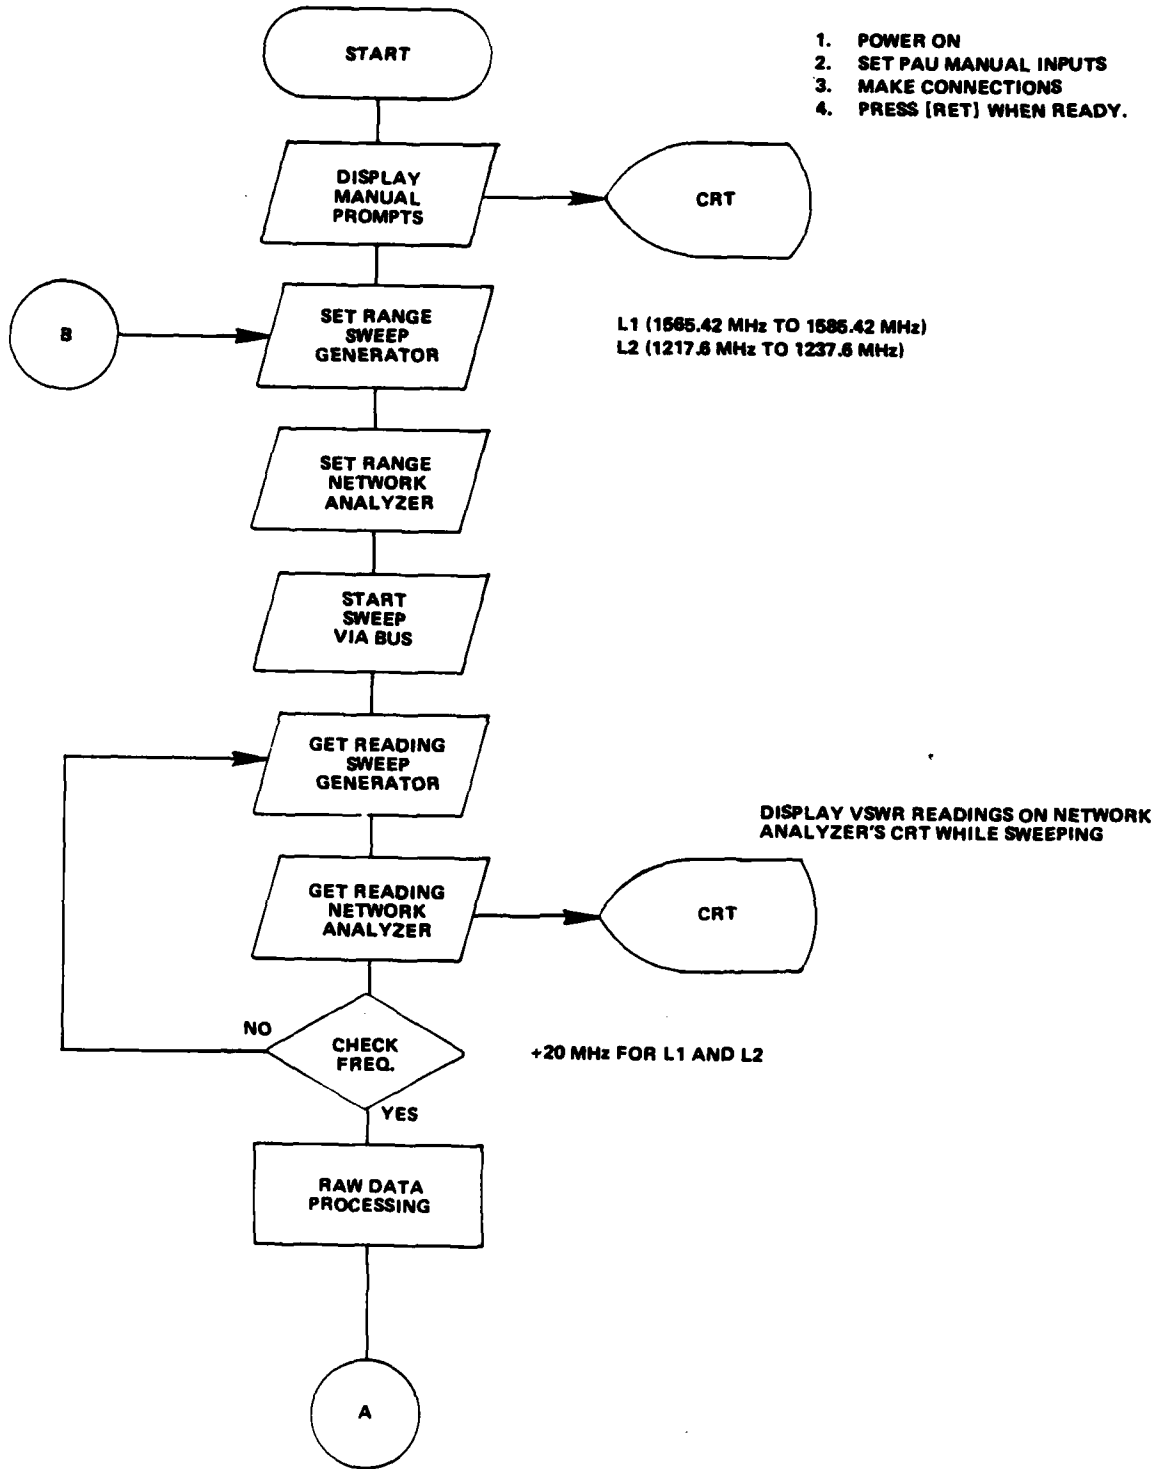 START
1. POWER ON
2. SET PAU MANUAL INPUTS
3. MAKE CONNECTIONS
4. PRESS [RET] WHEN READY.
DISPLAY
MANUAL
PROMPTS
CRT
B
SET RANGE
SWEEP
GENERATOR
L1 (1565.42 MHz TO 1585.42 MHz)
L2 (1217.6 MHz TO 1237.6 MHz)
SET RANGE
NETWORK
ANALYZER
START
SWEEP
VIA BUS
GET READING
SWEEP
GENERATOR
DISPLAY VSWR READINGS ON NETWORK
ANALYZER'S CRT WHILE SWEEPING
GET READING
NETWORK
ANALYZER
CRT
NO
CHECK
FREQ.
+20 MHz FOR L1 AND L2
YES
RAW DATA
PROCESSING
A